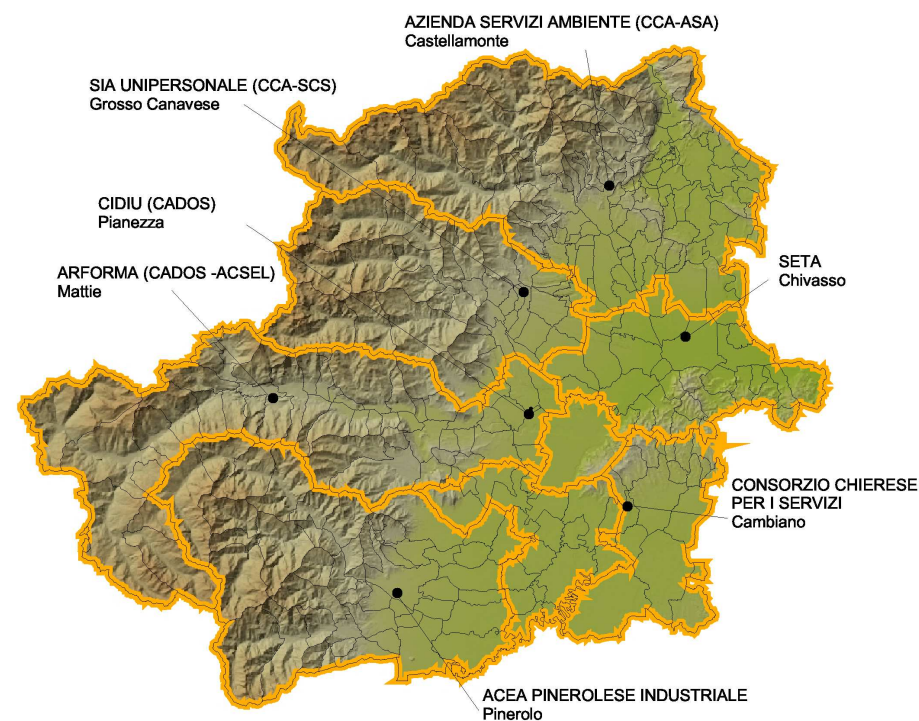 AZIENDA SERVIZI AMBIENTE (CCA-ASA)
Castellamonte
SIA UNIPERSONALE (CCA-SCS)
Grosso Canavese
CIDIU (CADOS)
Pianezza
ARFORMA (CADOS -ACSEL)
Mattie
SETA
Chivasso
CONSORZIO CHIERESE
PER I SERVIZI
Cambiano
ACEA PINEROLESE INDUSTRIALE
Pinerolo